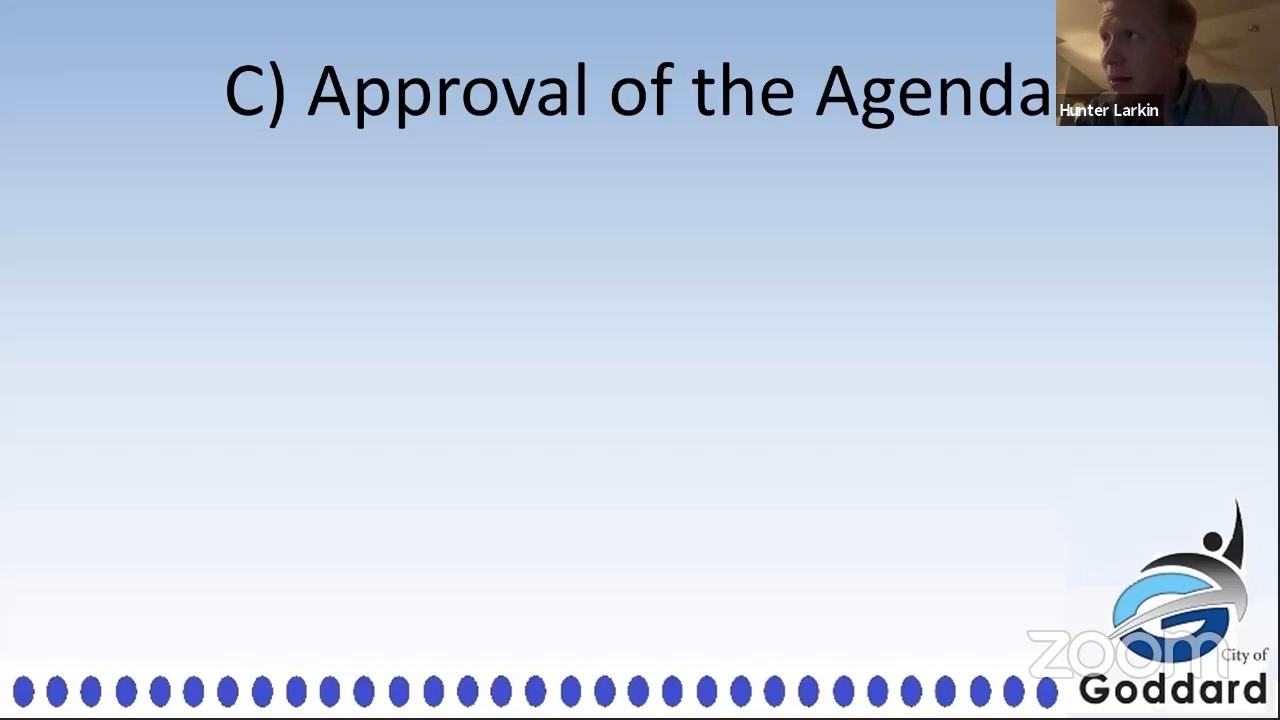 C) Approval of the Agenda
Hunter Larkin
zoom
City of
Goddard